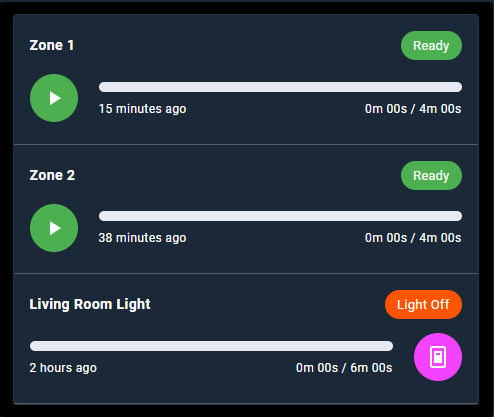 Zone 1
Ready
15 minutes ago
0m 00s / 4m 00s
Zone 2
Ready
38 minutes ago
0m 00s / 4m 00s
Living Room Light
Light Off
2 hours ago
0m 00s / 6m 00s